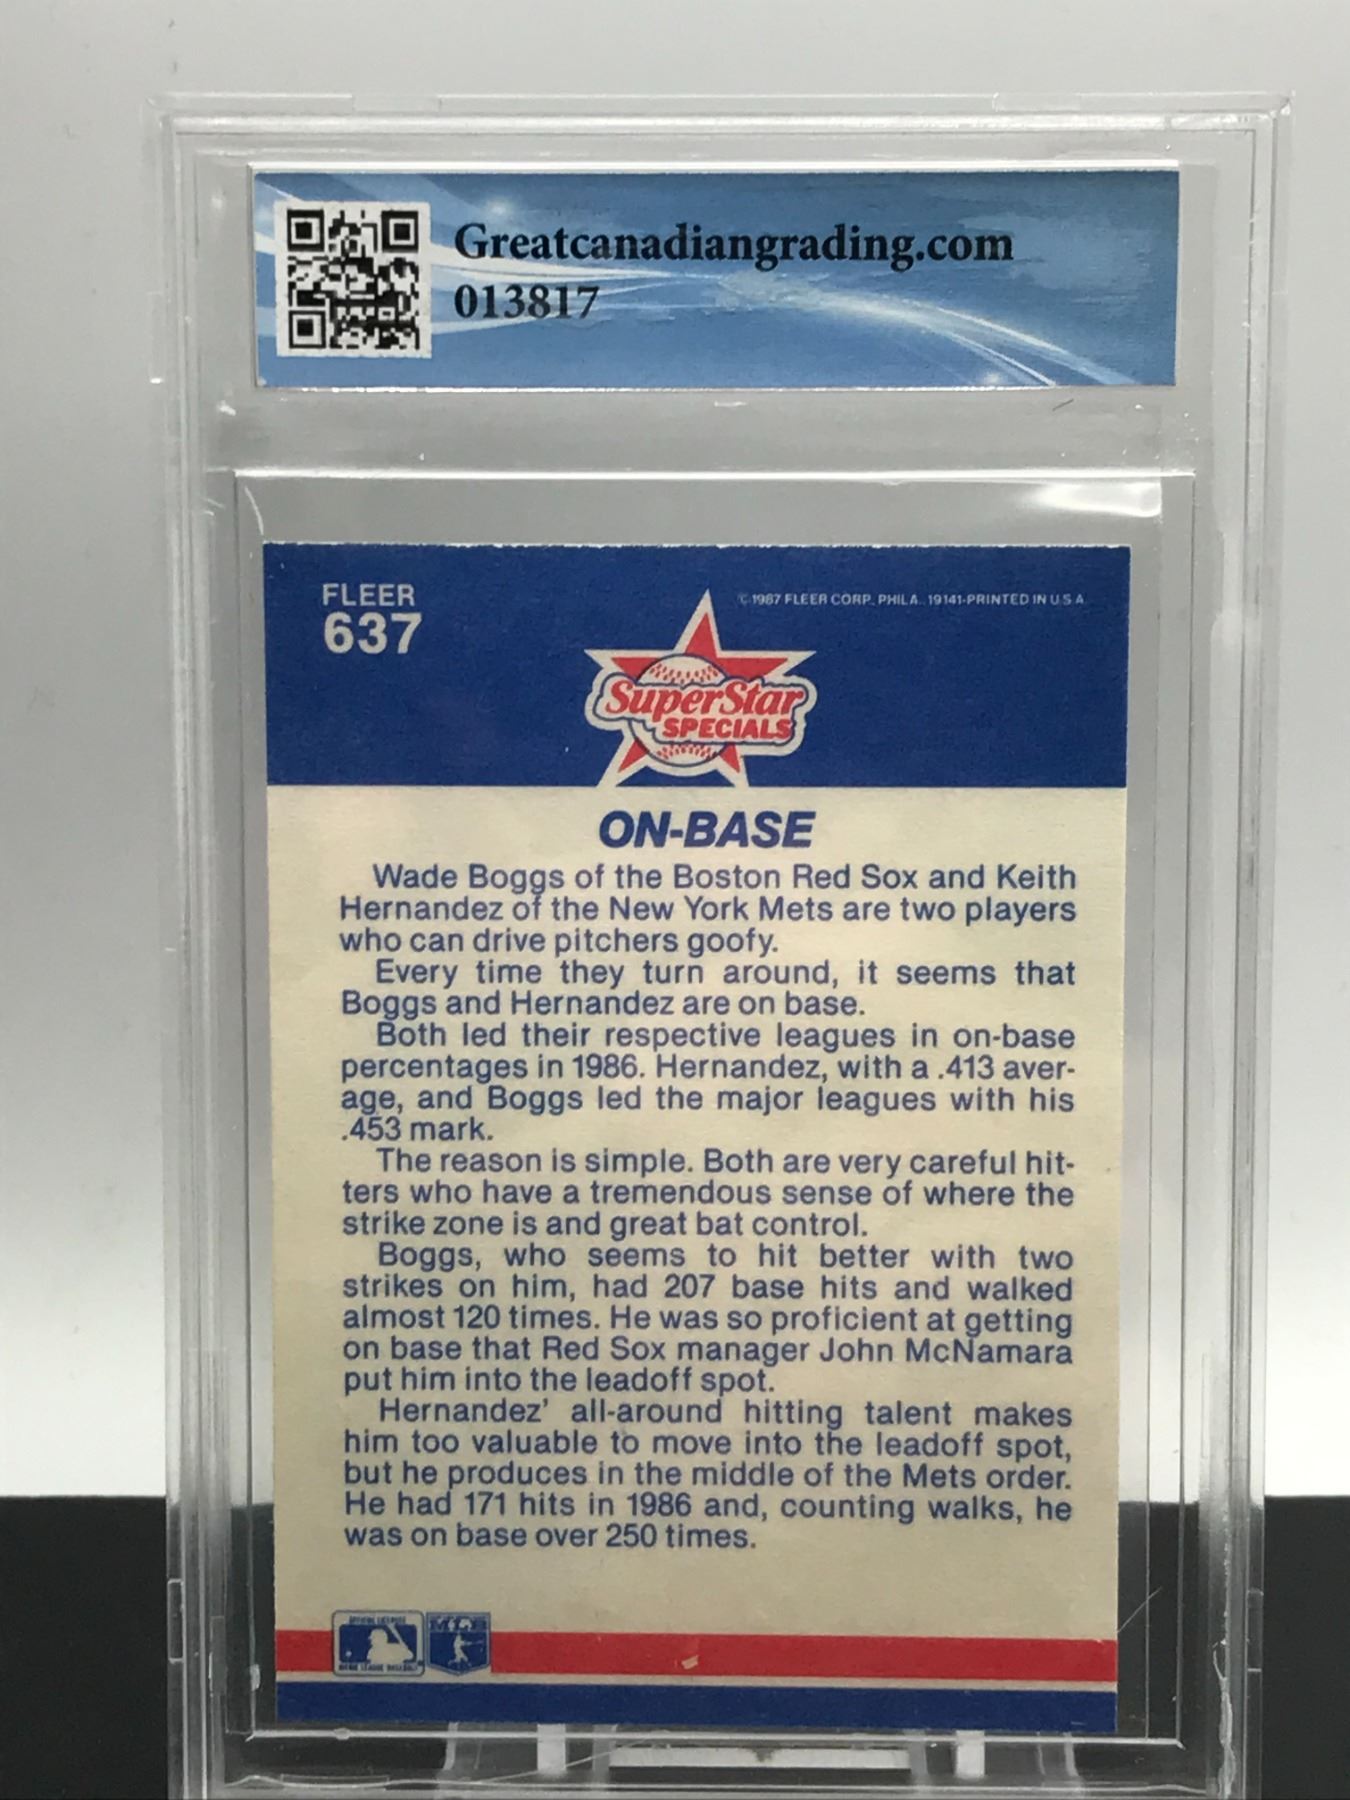 Greatcanadiangrading.com
013817
FLEER
637
© 1987 FLEER CORP. PHILA. 19141-PRINTED IN U.S.A.
SuperStar
SPECIALS
ON-BASE
Wade Boggs of the Boston Red Sox and Keith
Hernandez of the New York Mets are two players
who can drive pitchers goofy.
Every time they turn around, it seems that
Boggs and Hernandez are on base.
Both led their respective leagues in on-base
percentages in 1986. Hernandez, with a .413 aver-
age, and Boggs led the major leagues with his
.453 mark.
The reason is simple. Both are very careful hit-
ters who have a tremendous sense of where the
strike zone is and great bat control.
Boggs, who seems to hit better with two
strikes on him, had 207 base hits and walked
almost 120 times. He was so proficient at getting
on base that Red Sox manager John McNamara
put him into the leadoff spot.
Hernandez' all-around hitting talent makes
him too valuable to move into the leadoff spot,
but he produces in the middle of the Mets order.
He had 171 hits in 1986 and, counting walks, he
was on base over 250 times.